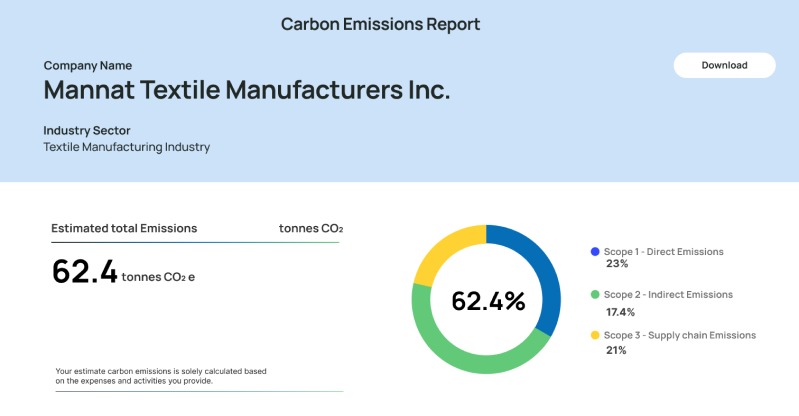 Carbon Emissions Report
Company Name
Download
Mannat Textile Manufacturers Inc.
Industry Sector
Textile Manufacturing Industry
Estimated total Emissions tonnes CO₂
62.4 tonnes CO₂ e
62.4%
Scope 1 - Direct Emissions
23%
Scope 2 - Indirect Emissions
17.4%
Scope 3 - Supply chain Emissions
21%
Your estimate carbon emissions is solely calculated based
on the expenses and activities you provide.